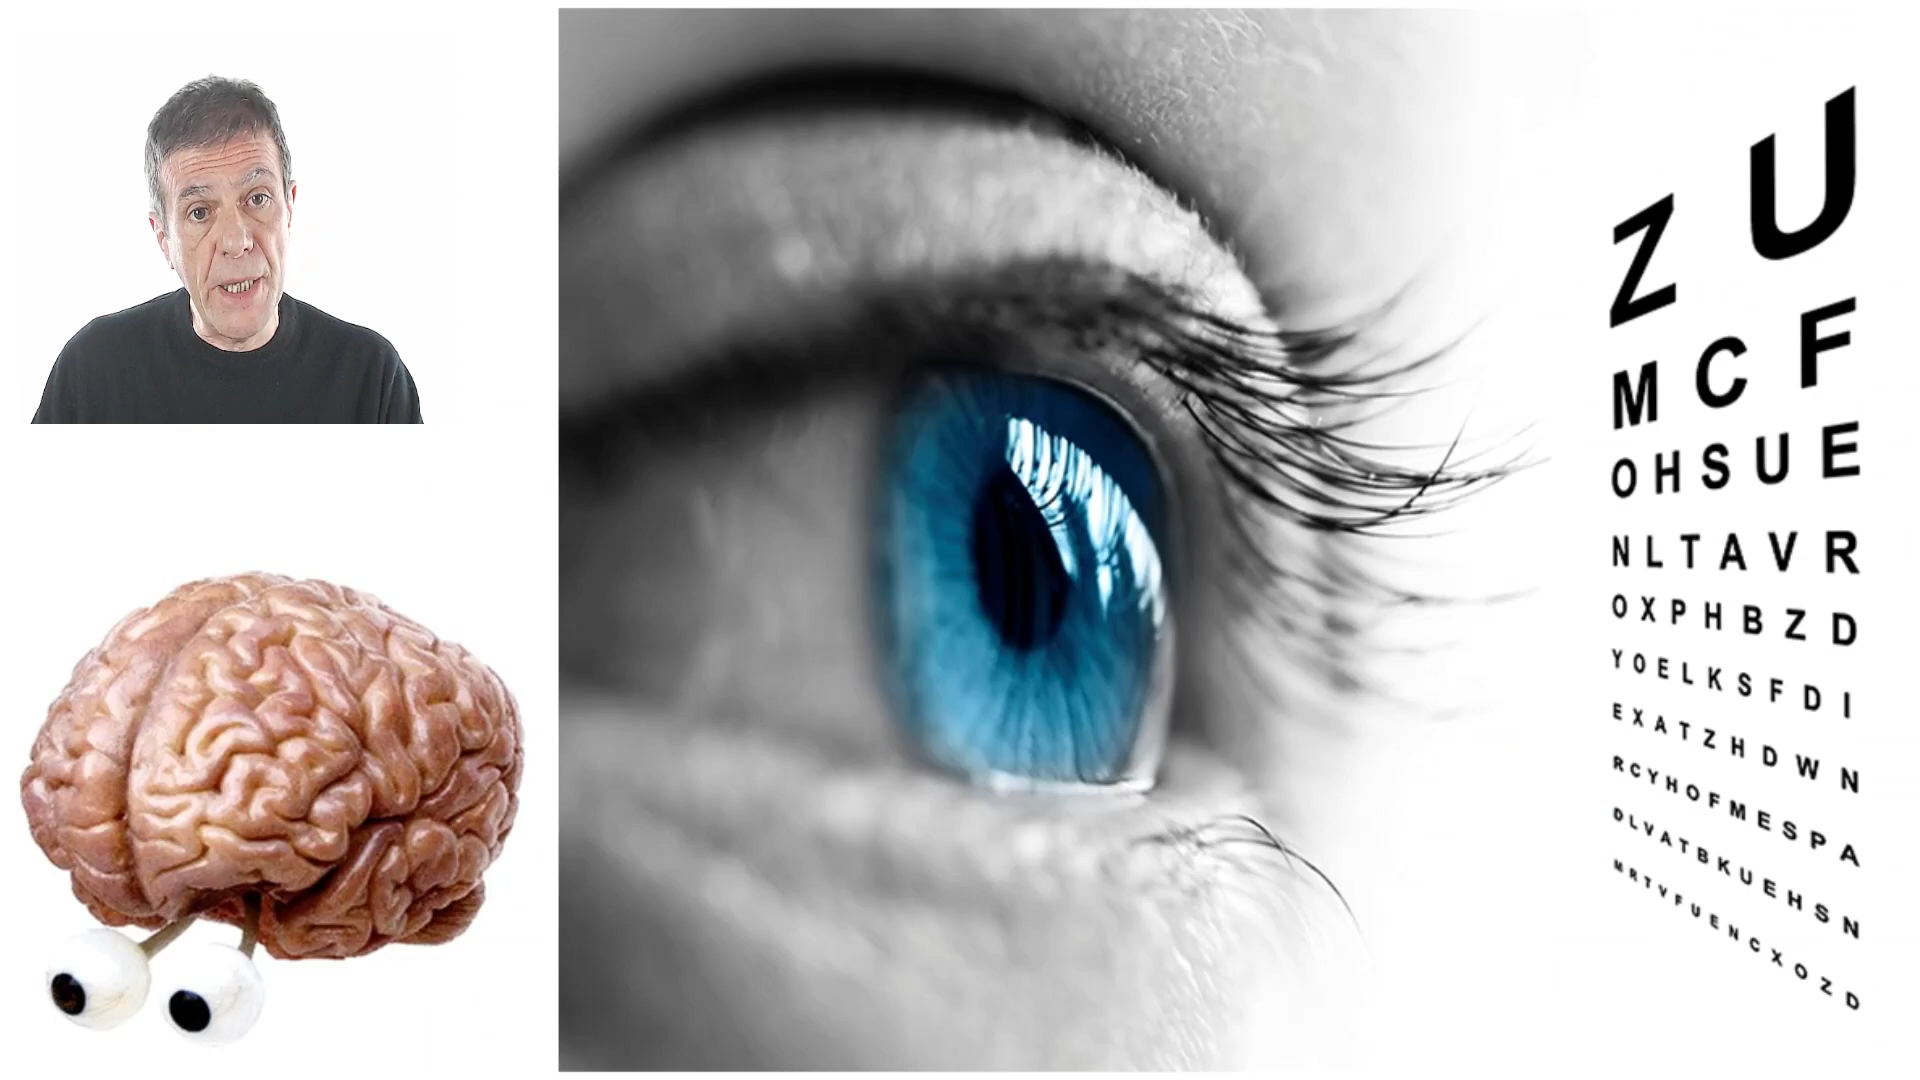 Z U
M C F
O H S U E
N L T A V R
O X P H B Z D
Y O E L K S F D I
E X A T Z H D W N
R C Y H O F M E S P A
D L V A T B K U E H S N
M R T V F U E N C X O Z D